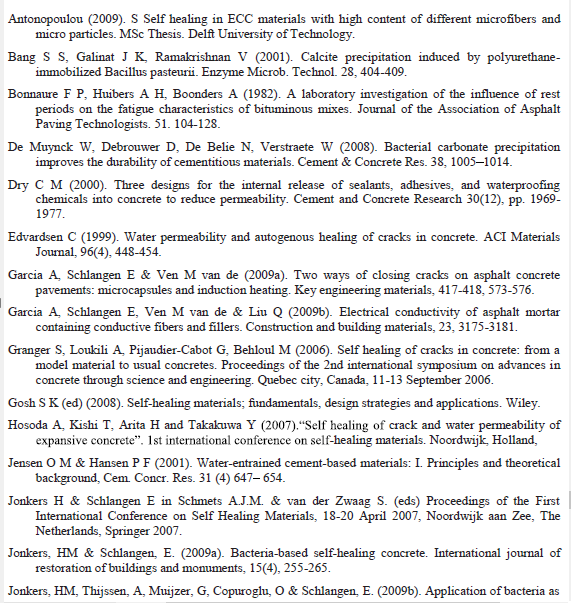 Antonopoulou (2009). S Self healing in ECC materials with high content of different microfibers and
micro particles. MSc Thesis. Delft University of Technology.
Bang S S, Galinat J K, Ramakrishnan V (2001). Calcite precipitation induced by polyurethane-
immobilized Bacillus pasteurii. Enzyme Microb. Technol. 28, 404-409.
Bonnaure F P, Huibers A H, Boonders A (1982). A laboratory investigation of the influence of rest
periods on the fatigue characteristics of bituminous mixes. Journal of the Association of Asphalt
Paving Technologists. 51. 104-128.
De Muynck W, Debrouwer D, De Belie N, Verstraete W (2008). Bacterial carbonate precipitation
improves the durability of cementitious materials. Cement & Concrete Res. 38, 1005–1014.
Dry C M (2000). Three designs for the internal release of sealants, adhesives, and waterproofing
chemicals into concrete to reduce permeability. Cement and Concrete Research 30(12), pp. 1969-
1977.
Edvardsen C (1999). Water permeability and autogenous healing of cracks in concrete. ACI Materials
Journal, 96(4), 448-454.
Garcia A, Schlangen E & Ven M van de (2009a). Two ways of closing cracks on asphalt concrete
pavements: microcapsules and induction heating. Key engineering materials, 417-418, 573-576.
Garcia A, Schlangen E, Ven M van de & Liu Q (2009b). Electrical conductivity of asphalt mortar
containing conductive fibers and fillers. Construction and building materials, 23, 3175-3181.
Granger S, Loukili A, Pijaudier-Cabot G, Behloul M (2006). Self healing of cracks in concrete: from a
model material to usual concretes. Proceedings of the 2nd international symposium on advances in
concrete through science and engineering. Quebec city, Canada, 11-13 September 2006.
Gosh S K (ed) (2008). Self-healing materials; fundamentals, design strategies and applications. Wiley.
Hosoda A, Kishi T, Arita H and Takakuwa Y (2007).“Self healing of crack and water permeability of
expansive concrete”. 1st international conference on self-healing materials. Noordwijk, Holland,
Jensen O M & Hansen P F (2001). Water-entrained cement-based materials: I. Principles and theoretical
background, Cem. Concr. Res. 31 (4) 647– 654.
Jonkers H & Schlangen E in Schmets A.J.M. & van der Zwaag S. (eds) Proceedings of the First
International Conference on Self Healing Materials, 18-20 April 2007, Noordwijk aan Zee, The
Netherlands, Springer 2007.
Jonkers, HM & Schlangen, E. (2009a). Bacteria-based self-healing concrete. International journal of
restoration of buildings and monuments, 15(4), 255-265.
Jonkers, HM, Thijssen, A, Muijzer, G, Copuroglu, O & Schlangen, E. (2009b). Application of bacteria as